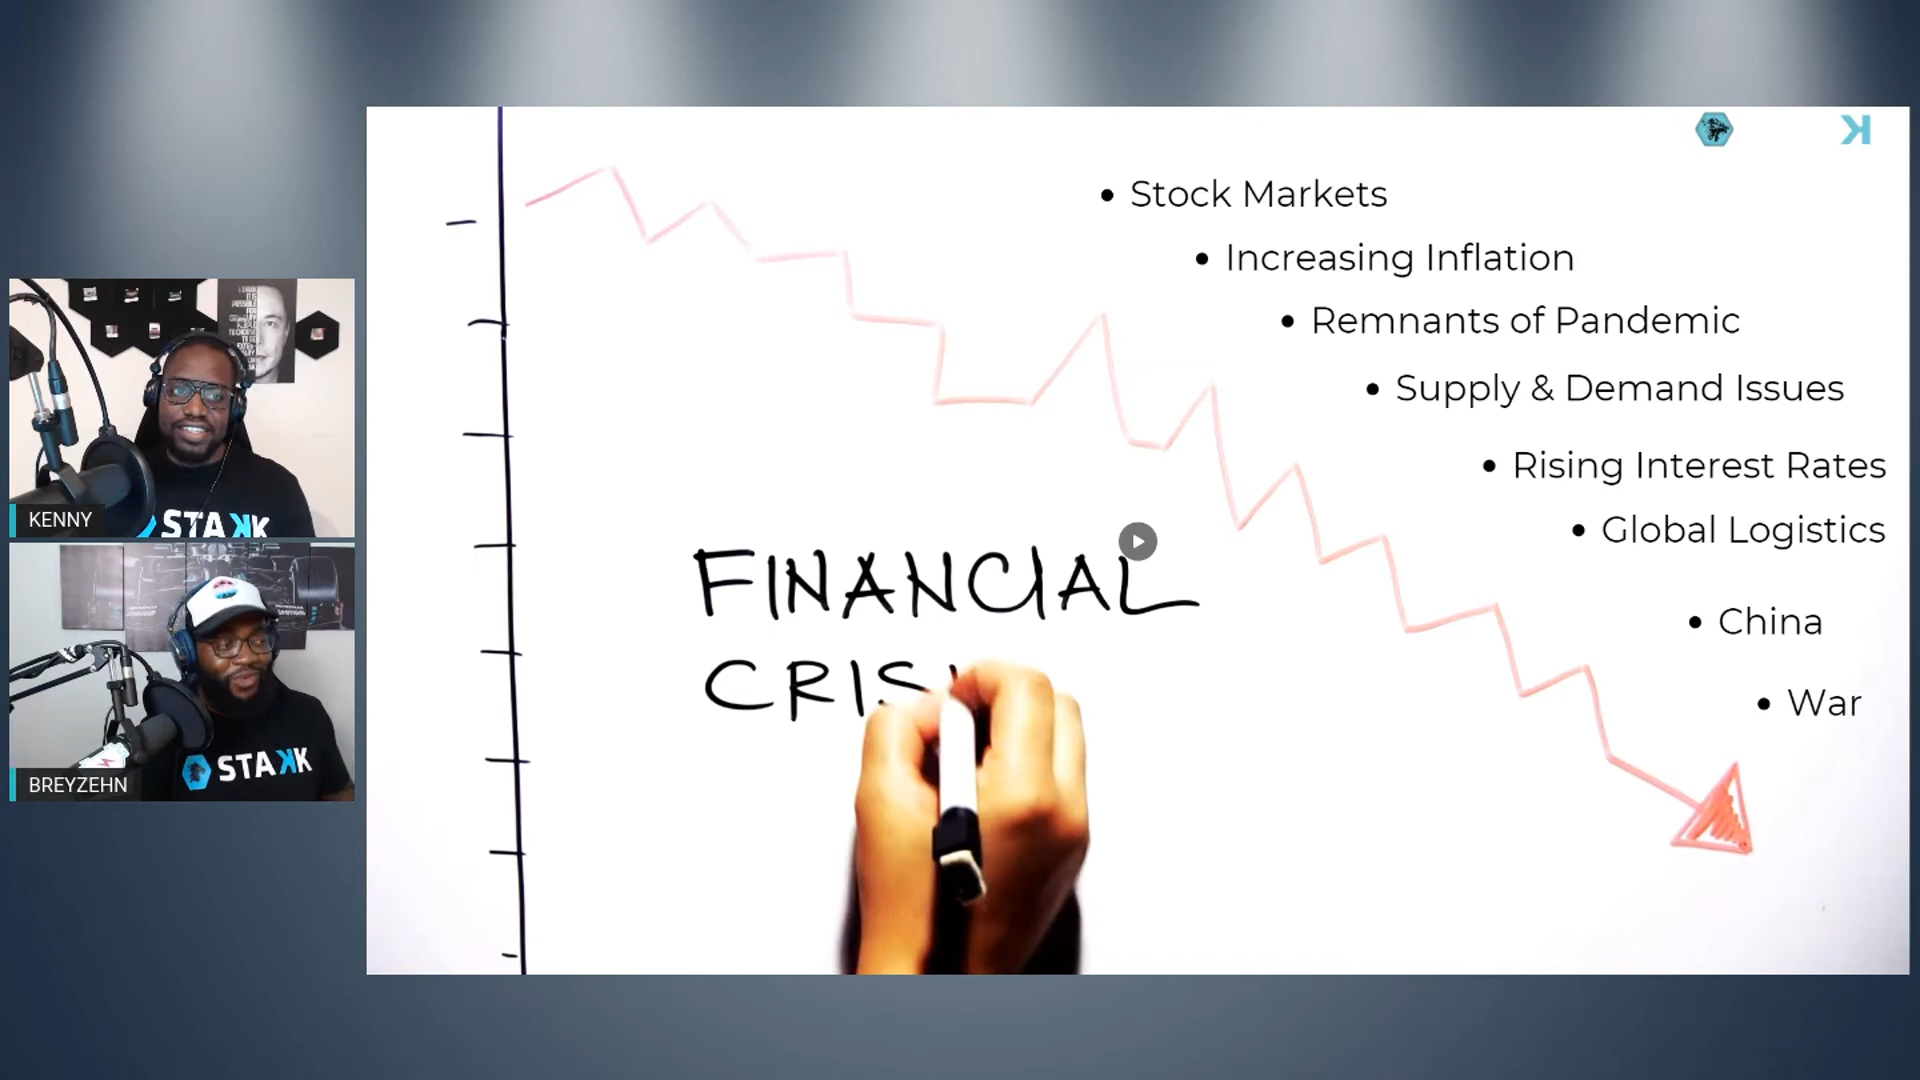 Stock Markets
Increasing Inflation
Remnants of Pandemic
Supply & Demand Issues
Rising Interest Rates
Global Logistics
China
War
FINANCIAL
CRIS
KENNY
STAKK
BREYZEHN
STAKK
K